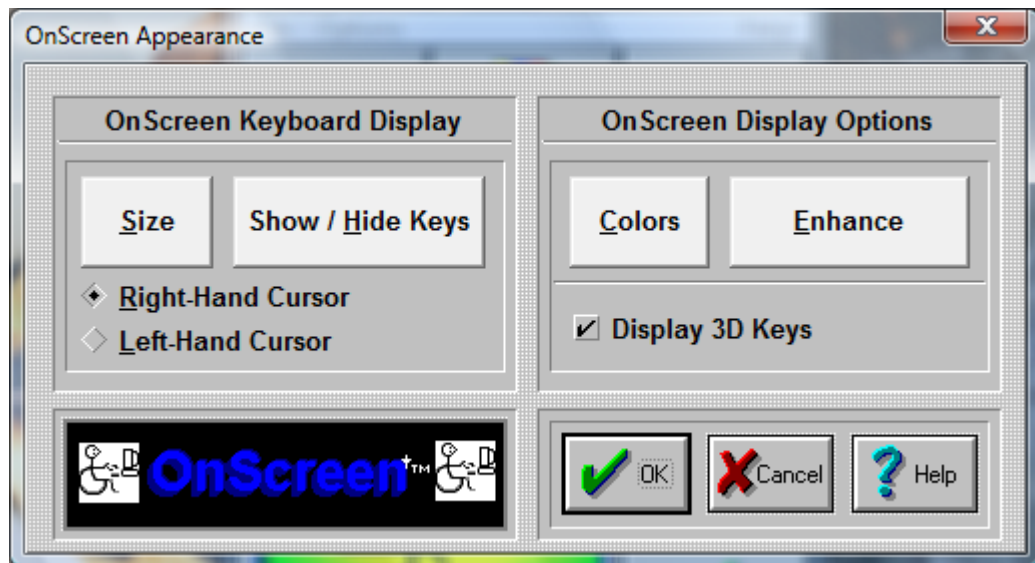 OnScreen Appearance
OnScreen Keyboard Display
Size
Show / Hide Keys
Right-Hand Cursor
Left-Hand Cursor
OnScreen Display Options
Colors
Enhance
Display 3D Keys
OnScreen™
OK
Cancel
Help